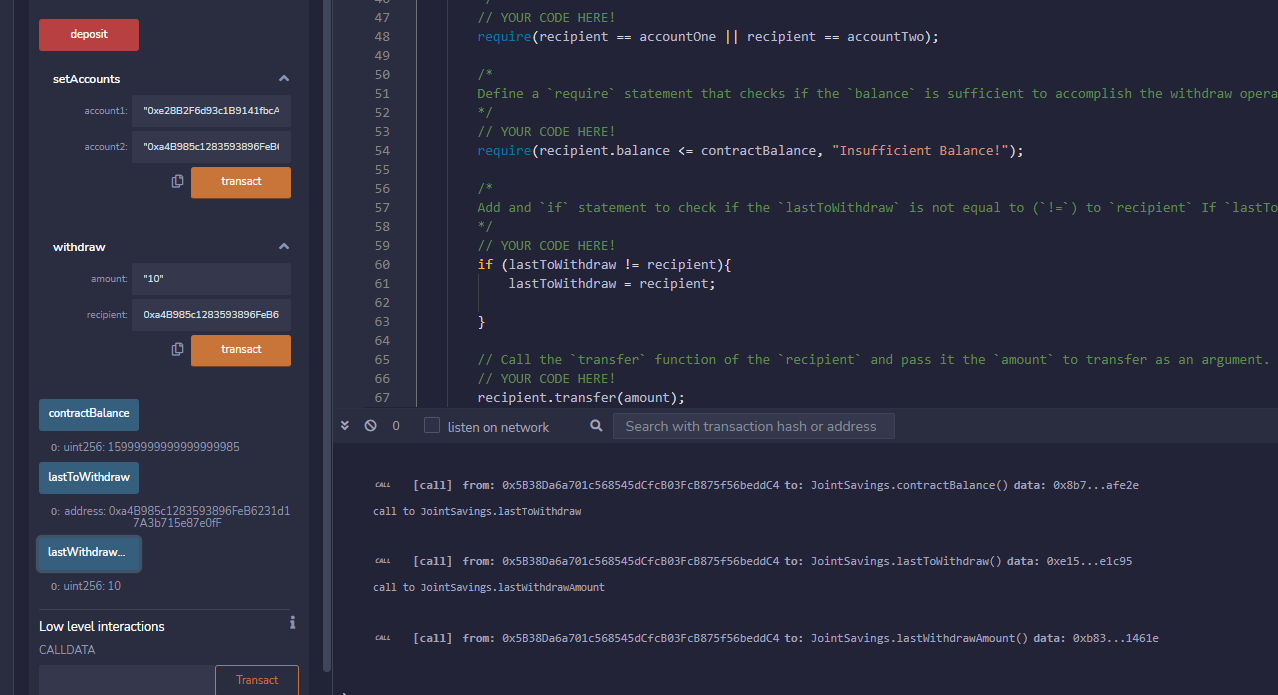 deposit
setAccounts
account1: "0xe28B2F6d93c1B9141fbcA
account2: "0xa4B985c1283593896FeB6
transact
withdraw
amount: "10"
recipient: 0xa4B985c1283593896FeB6
transact
contractBalance
0: uint256: 15999999999999999985
lastToWithdraw
0: address: 0xa4B985c1283593896FeB6231d1
7A3b715e87e0fF
lastWithdraw...
0: uint256: 10
Low level interactions
CALLDATA
Transact
47 // YOUR CODE HERE!
48 require(recipient == accountOne || recipient == accountTwo);
49
50 /*
51 Define a `require` statement that checks if the `balance` is sufficient to accomplish the withdraw opera
52 */
53 // YOUR CODE HERE!
54 require(recipient.balance <= contractBalance, "Insufficient Balance!");
55
56 /*
57 Add and `if` statement to check if the `lastToWithdraw` is not equal to (`!=`) to `recipient` If `lastTo
58 */
59 // YOUR CODE HERE!
60 if (lastToWithdraw != recipient){
61 lastToWithdraw = recipient;
62
63 }
64
65 // Call the `transfer` function of the `recipient` and pass it the `amount` to transfer as an argument.
66 // YOUR CODE HERE!
67 recipient.transfer(amount);
0 listen on network Search with transaction hash or address
CALL [call] from: 0x5B38Da6a701c568545dCfcB03FcB875f56beddC4 to: JointSavings.contractBalance() data: 0x8b7...afe2e
call to JointSavings.lastToWithdraw
CALL [call] from: 0x5B38Da6a701c568545dCfcB03FcB875f56beddC4 to: JointSavings.lastToWithdraw() data: 0xe15...e1c95
call to JointSavings.lastWithdrawAmount
CALL [call] from: 0x5B38Da6a701c568545dCfcB03FcB875f56beddC4 to: JointSavings.lastWithdrawAmount() data: 0xb83...1461e